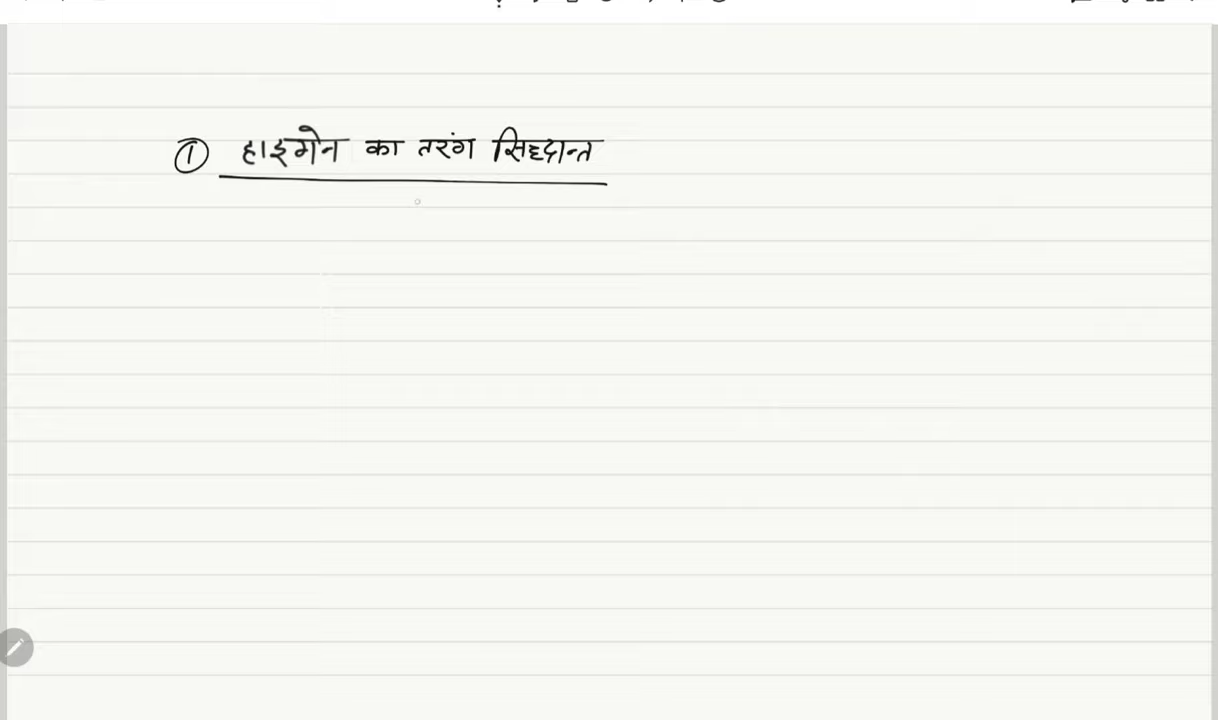 ① हाइगेन का तरंग सिद्दान्त